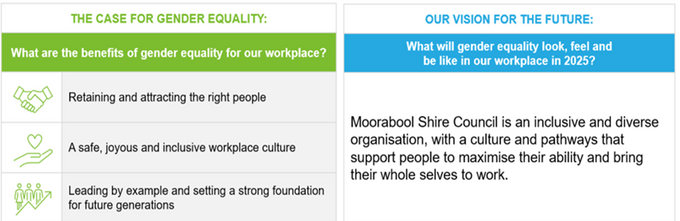 THE CASE FOR GENDER EQUALITY:
What are the benefits of gender equality for our workplace?
Retaining and attracting the right people
A safe, joyous and inclusive workplace culture
Leading by example and setting a strong foundation
for future generations
OUR VISION FOR THE FUTURE:
What will gender equality look, feel and
be like in our workplace in 2025?
Moorabool Shire Council is an inclusive and diverse
organisation, with a culture and pathways that
support people to maximise their ability and bring
their whole selves to work.